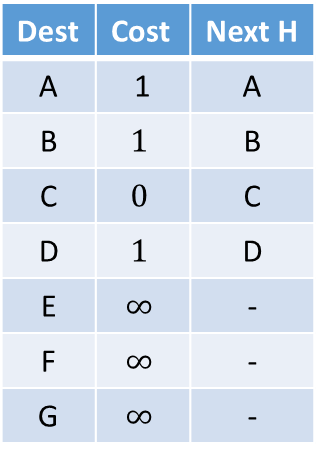 Dest Cost Next H
A 1 A
B 1 B
C 0 C
D 1 D
E ∞ -
F ∞ -
G ∞ -